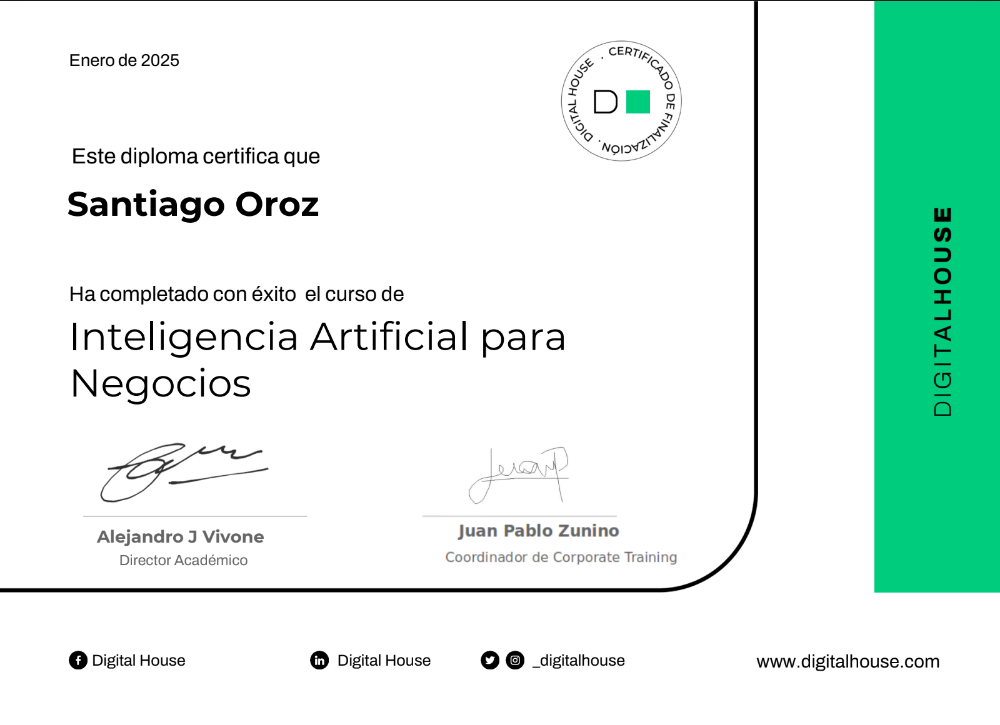 Enero de 2025
DIGITAL HOUSE . CERTIFICADO DE FINALIZACIÓN .
D
Este diploma certifica que
Santiago Oroz
Ha completado con éxito el curso de
Inteligencia Artificial para
Negocios
DIGITALHOUSE
Alejandro J Vivone
Director Académico
Juan Pablo Zunino
Coordinador de Corporate Training
Digital House
Digital House
_digitalhouse
www.digitalhouse.com